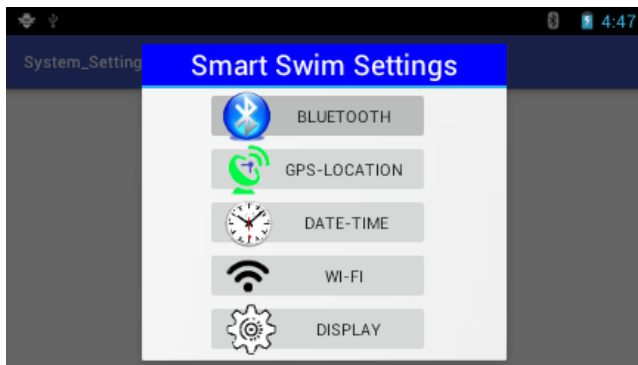 4:47
System_Setting
Smart Swim Settings
BLUETOOTH
GPS-LOCATION
DATE-TIME
WI-FI
DISPLAY